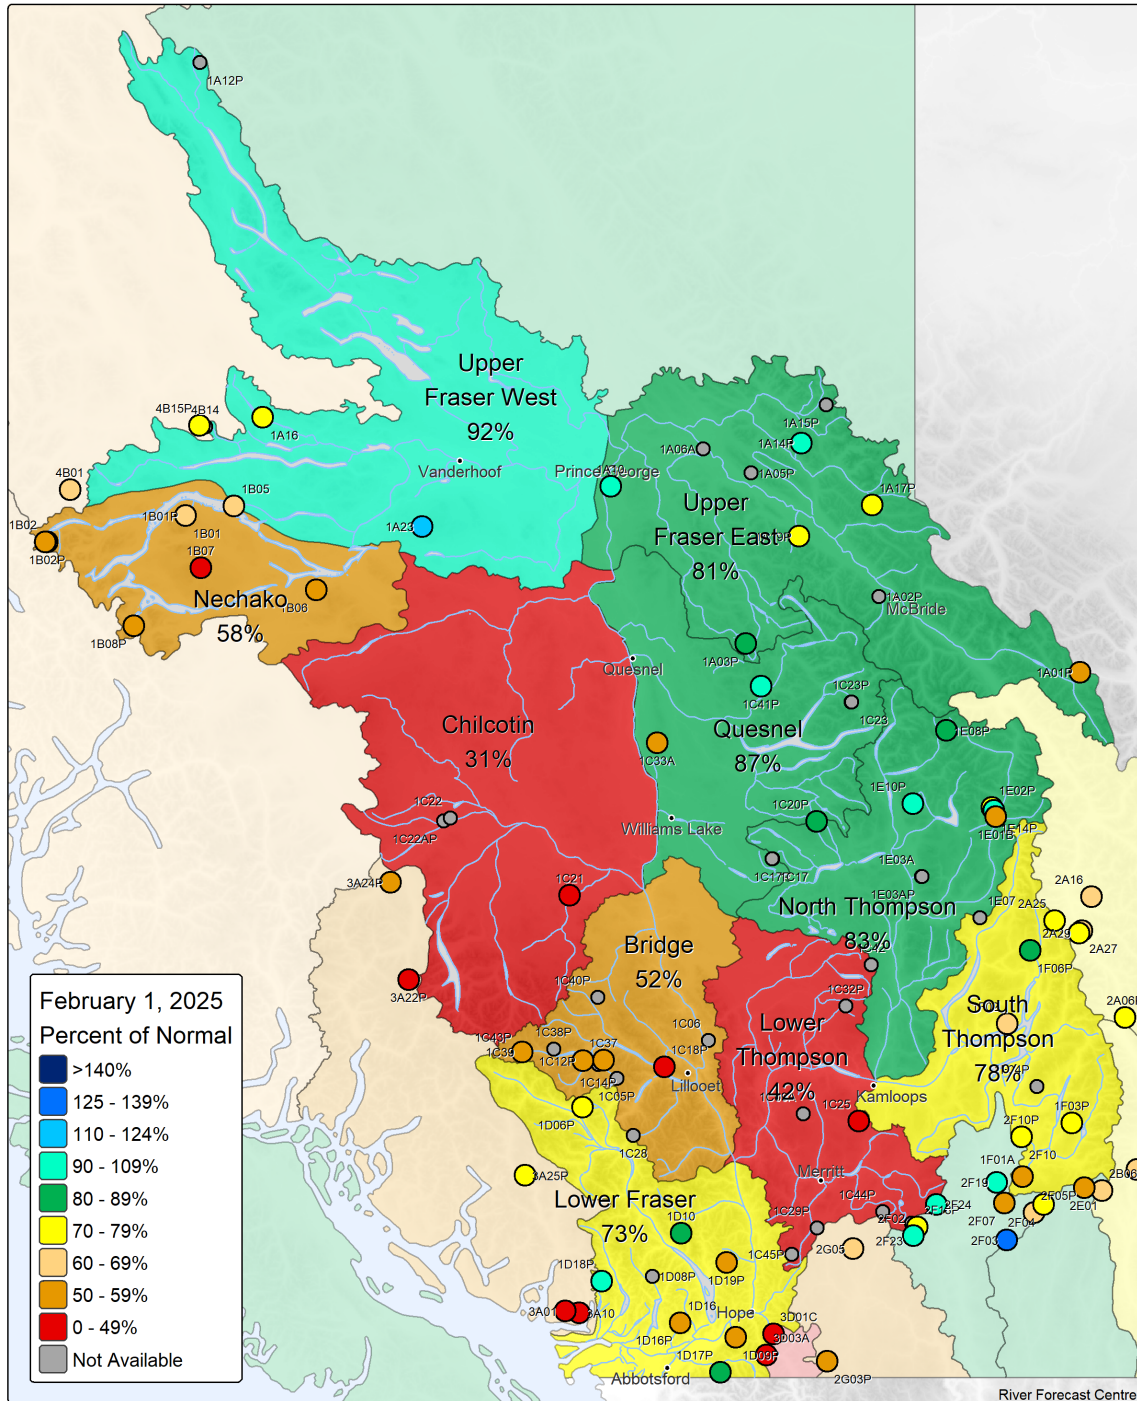 1A12P
Upper
Fraser West
92%
4B15P
4B14
1A16
1A15P
1A14P
1A06A
Vanderhoof
Prince George
1A10
1A05P
4B01
1A17P
1B05
Upper
Fraser East
81%
1B01P
1B02
1A23
1B01
1B02P
1B07
Nechako
58%
1B06
1A02P
McBride
1B08P
1A03P
Quesnel
1A01P
1C41P
1C23P
1C23
Chilcotin
31%
Quesnel
87%
1E08P
1C33A
1E10P
1E02P
1C22
1C20P
Williams Lake
1E14P
1E01B
1C22AP
1C17
1E03A
3A24P
1C21
1E03AP
2A16
North Thompson
83%
1E07
2A25
2A29
2A27
Bridge
52%
1F06P
3A22P
1C40P
1C32P
2A06P
February 1, 2025
Percent of Normal
>140%
125 - 139%
110 - 124%
90 - 109%
80 - 89%
70 - 79%
60 - 69%
50 - 59%
0 - 49%
Not Available
South
Thompson
78%
Lower
Thompson
42%
1C43P
1C38P
1C37
1C06
1C39
1C12P
1C18P
1C14P
Lillooet
1C05P
Kamloops
1C25
1F03P
1D06P
2F10P
1C28
2F10
1F01A
3A25P
Merritt
2F19
2B06
Lower Fraser
73%
1C44P
2F05P
2E01
2F24
1D10
1C29P
2F02
2F07
2F04
2F23
2F03
2G05
1C45P
1D18P
1D08P
1D19P
3A01
3A10
1D16
Hope
3D01C
1D16P
3D03A
1D17P
1D09P
Abbotsford
2G03P
River Forecast Centre